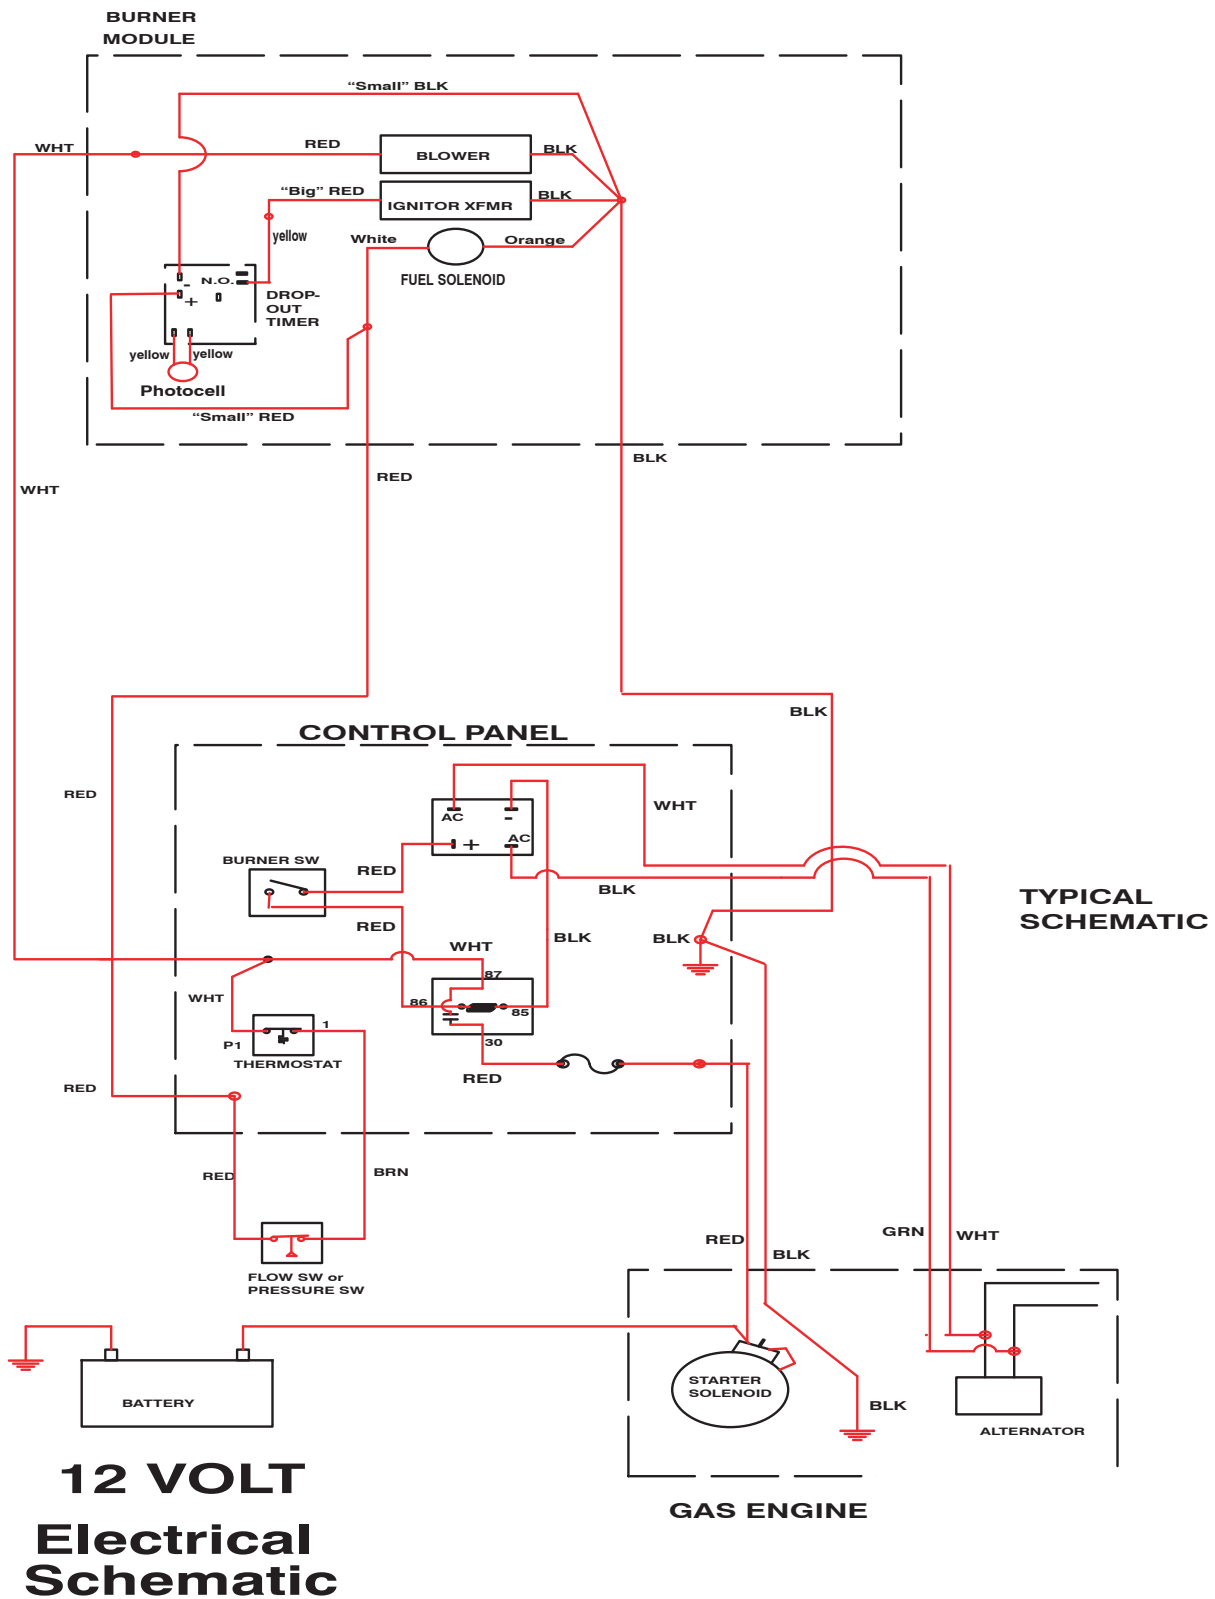 BURNER
MODULE
“Small” BLK
WHT
RED
BLOWER
BLK
“Big” RED
IGNITOR XFMR
BLK
yellow
White
Orange
FUEL SOLENOID
N.O.
-
+
DROP-
OUT
TIMER
yellow
yellow
Photocell
“Small” RED
BLK
RED
WHT
BLK
CONTROL PANEL
RED
WHT
AC
-
AC
+
BURNER SW
RED
BLK
TYPICAL
SCHEMATIC
RED
WHT
BLK
BLK
87
WHT
86
85
P1
1
30
THERMOSTAT
RED
RED
RED
BRN
GRN
WHT
RED
BLK
FLOW SW or
PRESSURE SW
STARTER
SOLENOID
BATTERY
BLK
ALTERNATOR
12 VOLT
GAS ENGINE
Electrical
Schematic